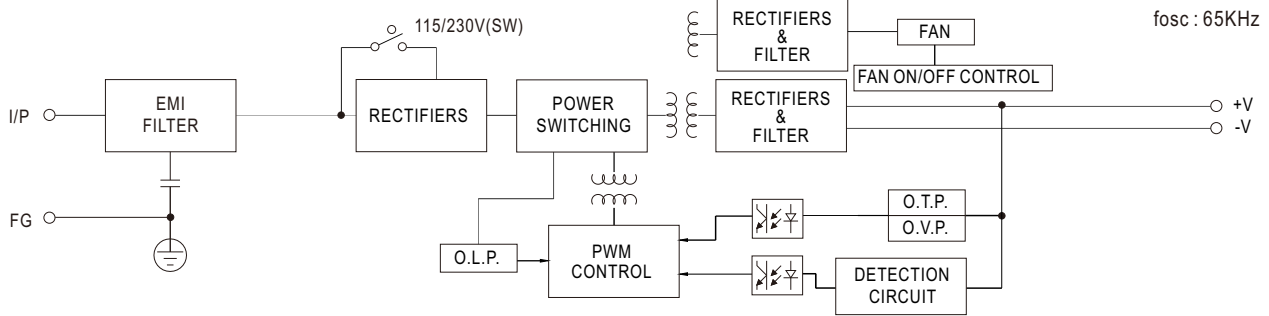 115/230V(SW)
RECTIFIERS
&
FILTER
FAN
fosc : 65KHz
FAN ON/OFF CONTROL
I/P
EMI
FILTER
RECTIFIERS
POWER
SWITCHING
RECTIFIERS
&
FILTER
+V
-V
FG
O.L.P.
PWM
CONTROL
O.T.P.
O.V.P.
DETECTION
CIRCUIT